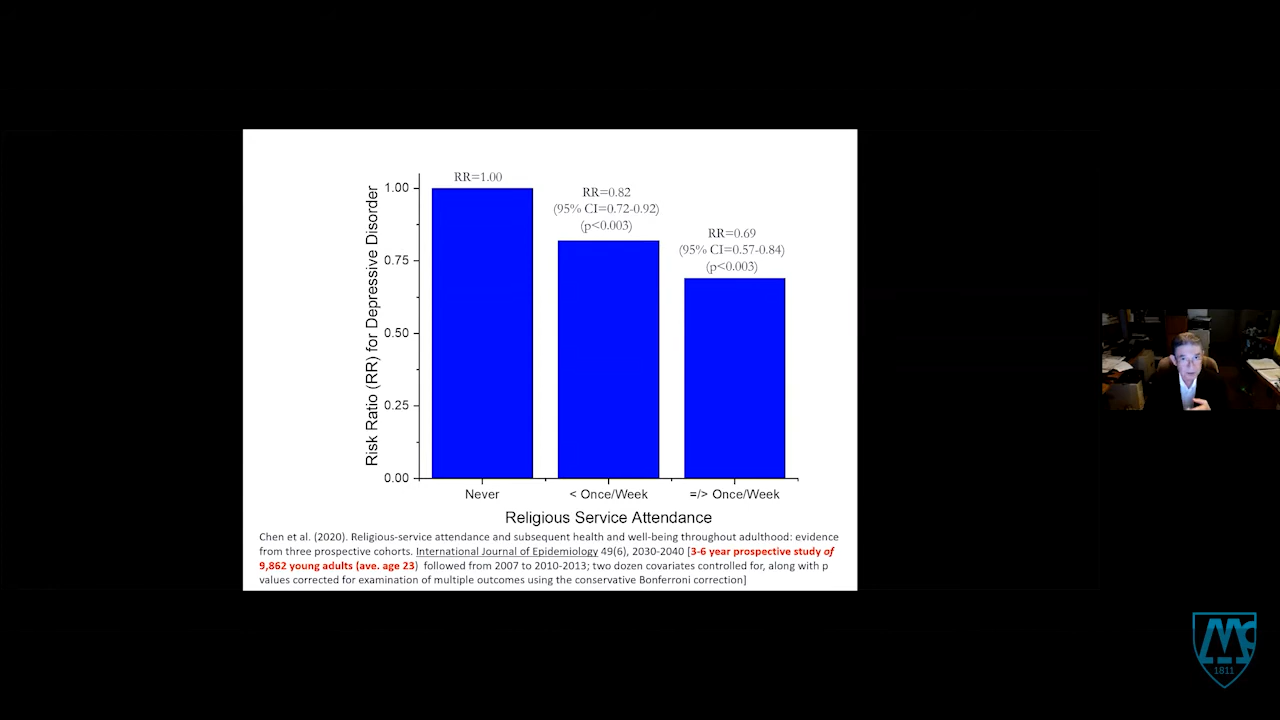 RR=1.00
RR=0.82
(95% CI=0.72-0.92)
(p<0.003)
RR=0.69
(95% CI=0.57-0.84)
(p<0.003)
Risk Ratio (RR) for Depressive Disorder
1.00
0.75
0.50
0.25
0.00
Never
< Once/Week
=/> Once/Week
Religious Service Attendance
Chen et al. (2020). Religious-service attendance and subsequent health and well-being throughout adulthood: evidence
from three prospective cohorts. International Journal of Epidemiology 49(6), 2030-2040 [3-6 year prospective study of
9,862 young adults (ave. age 23) followed from 2007 to 2010-2013; two dozen covariates controlled for, along with p
values corrected for examination of multiple outcomes using the conservative Bonferroni correction]
Mc
1811